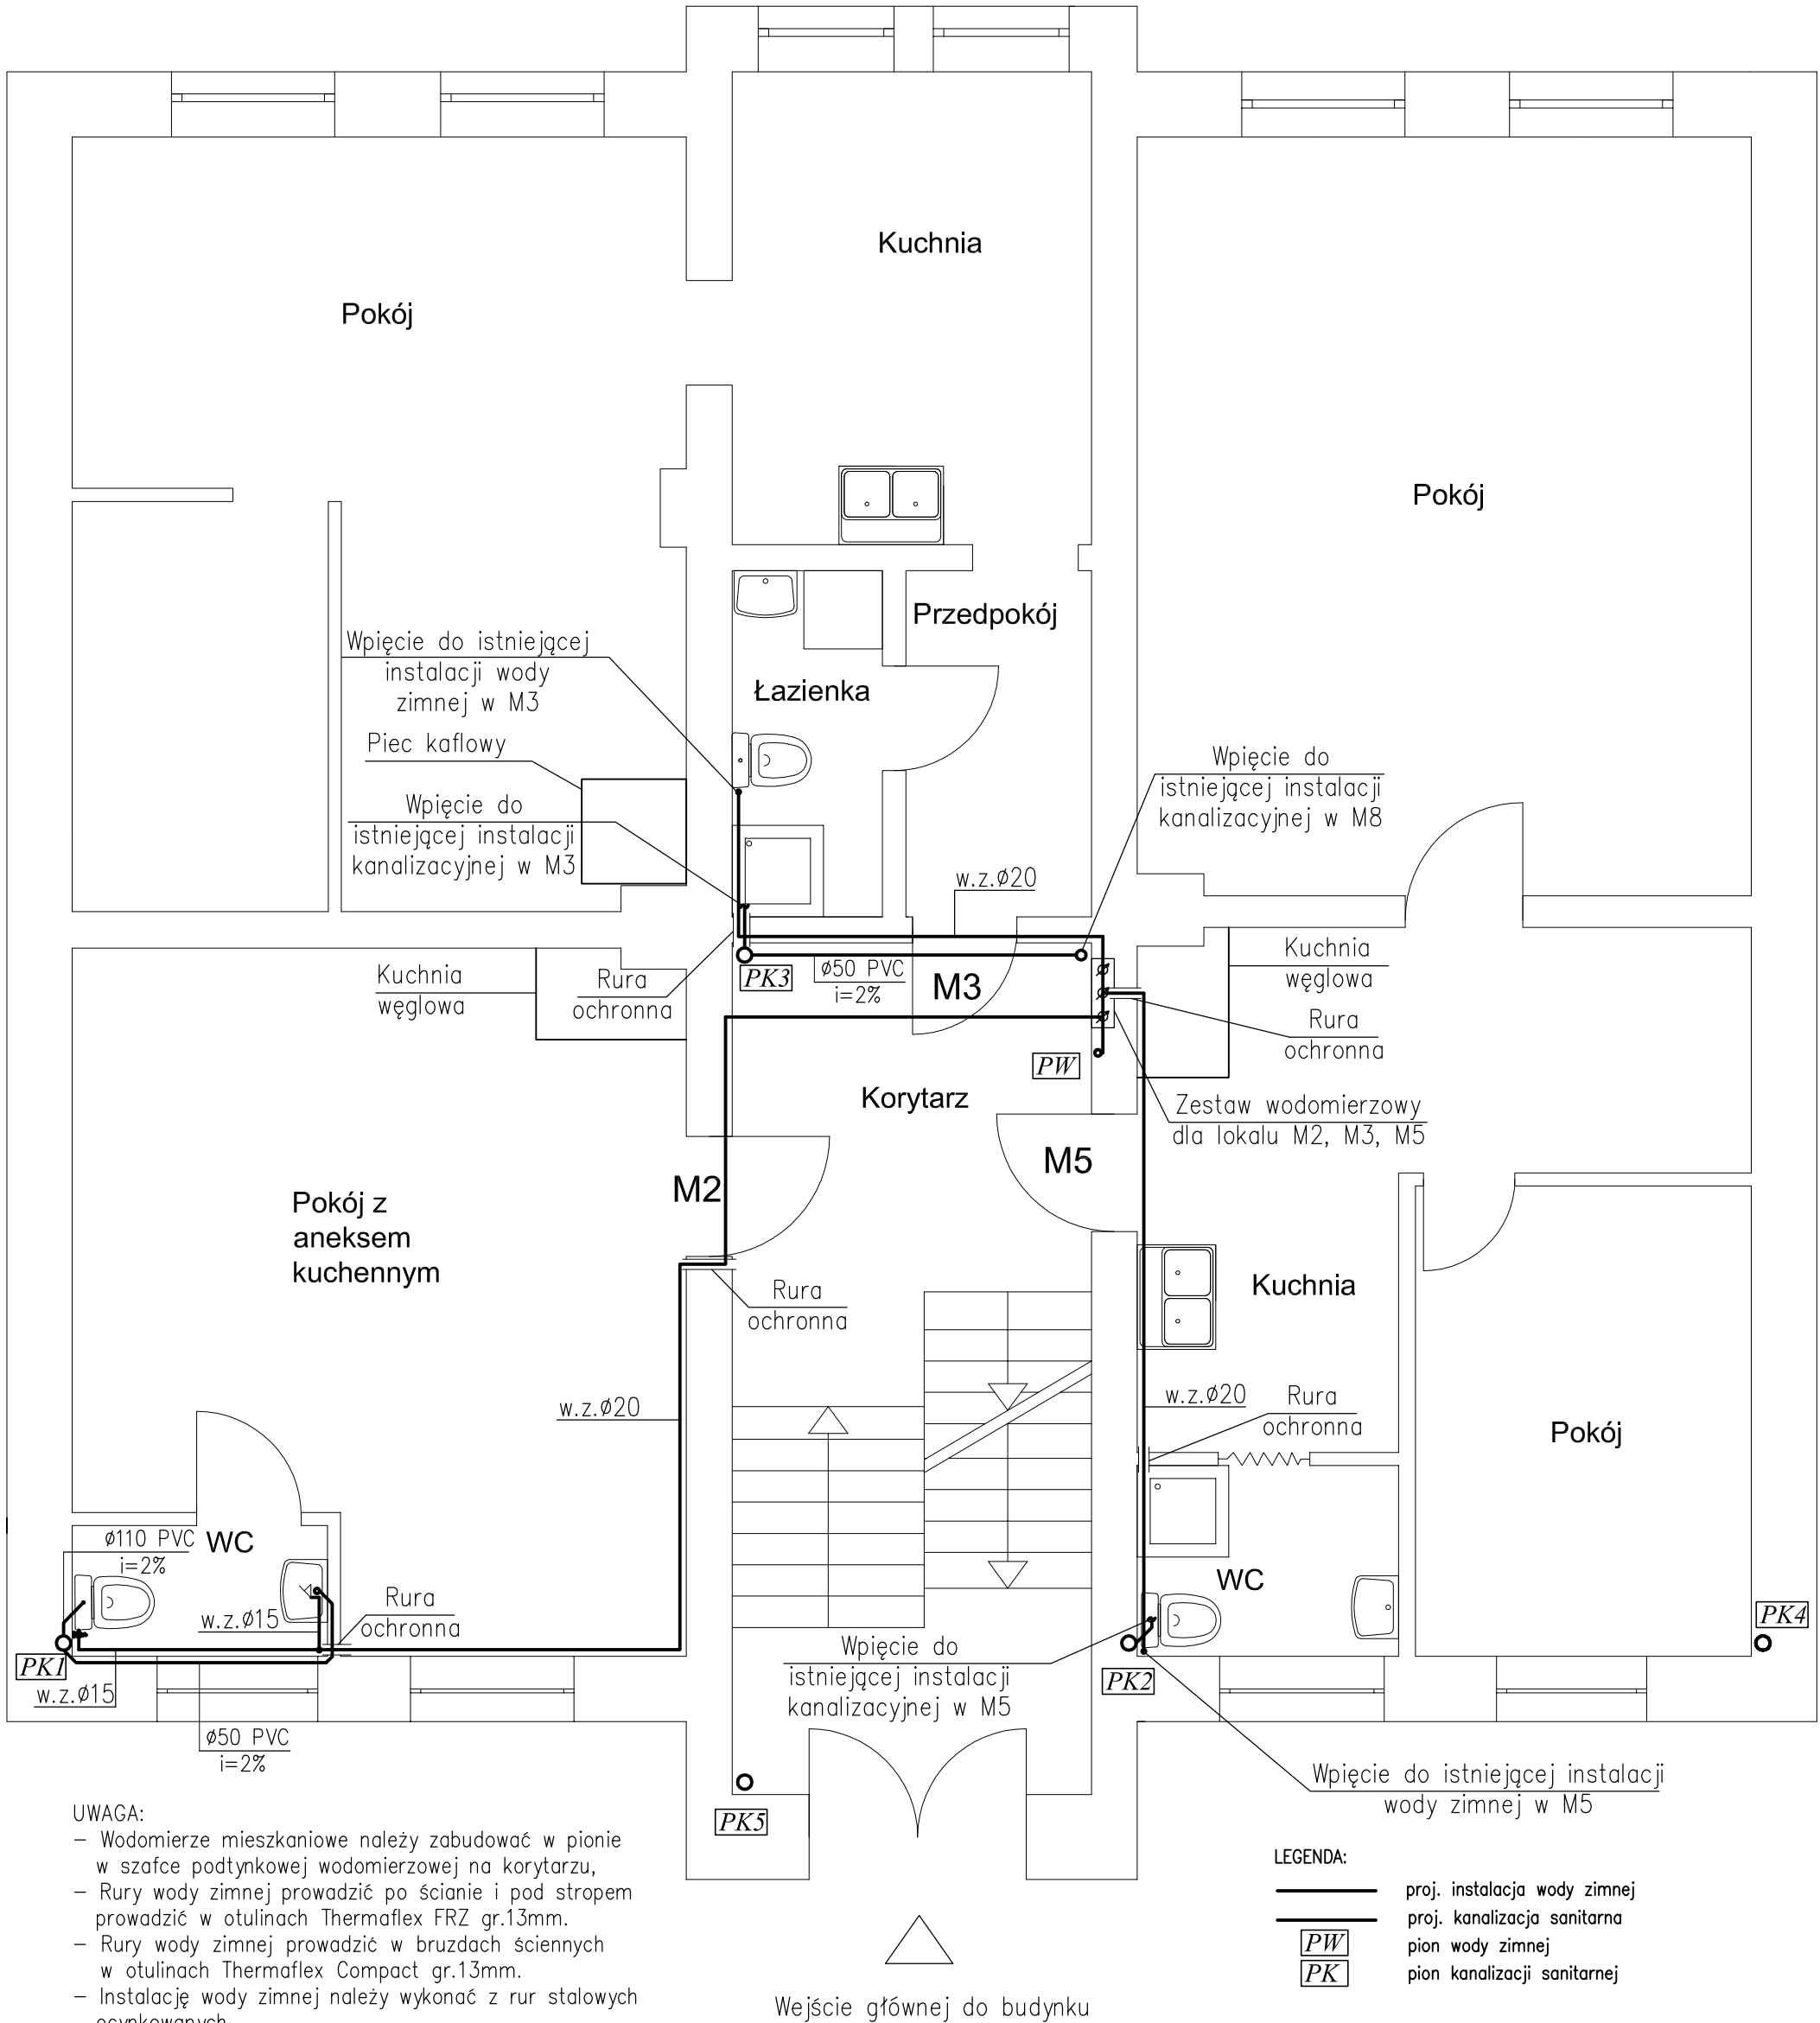 Kuchnia
Pokój
Pokój
Przedpokój
Wpięcie do istniejącej
instalacji wody
zimnej w M3
Łazienka
Piec kaflowy
Wpięcie do
istniejącej instalacji
kanalizacyjnej w M3
Wpięcie do
istniejącej instalacji
kanalizacyjnej w M8
w.z.ø20
Kuchnia
węglowa
Rura
ochronna
PK3
ø50 PVC
i=2%
M3
Kuchnia
węglowa
Rura
ochronna
PW
Korytarz
Zestaw wodomierzowy
dla lokalu M2, M3, M5
M5
M2
Pokój z
aneksem
kuchennym
Rura
ochronna
Kuchnia
w.z.ø20
w.z.ø20
Rura
ochronna
Pokój
ø110 PVC
i=2%
WC
WC
Rura
ochronna
w.z.ø15
PK1
w.z.ø15
ø50 PVC
i=2%
Wpięcie do
istniejącej instalacji
kanalizacyjnej w M5
PK2
PK4
Wpięcie do istniejącej instalacji
wody zimnej w M5
PK5
UWAGA:
– Wodomierze mieszkaniowe należy zabudować w pionie
w szafce podtynkowej wodomierzowej na korytarzu,
– Rury wody zimnej prowadzić po ścianie i pod stropem
prowadzić w otulinach Thermaflex FRZ gr.13mm.
– Rury wody zimnej prowadzić w bruzdach ściennych
w otulinach Thermaflex Compact gr.13mm.
– Instalację wody zimnej należy wykonać z rur stalowych
ocynkowanych
Wejście głównej do budynku
LEGENDA:
proj. instalacja wody zimnej
proj. kanalizacja sanitarna
PW pion wody zimnej
PK pion kanalizacji sanitarnej